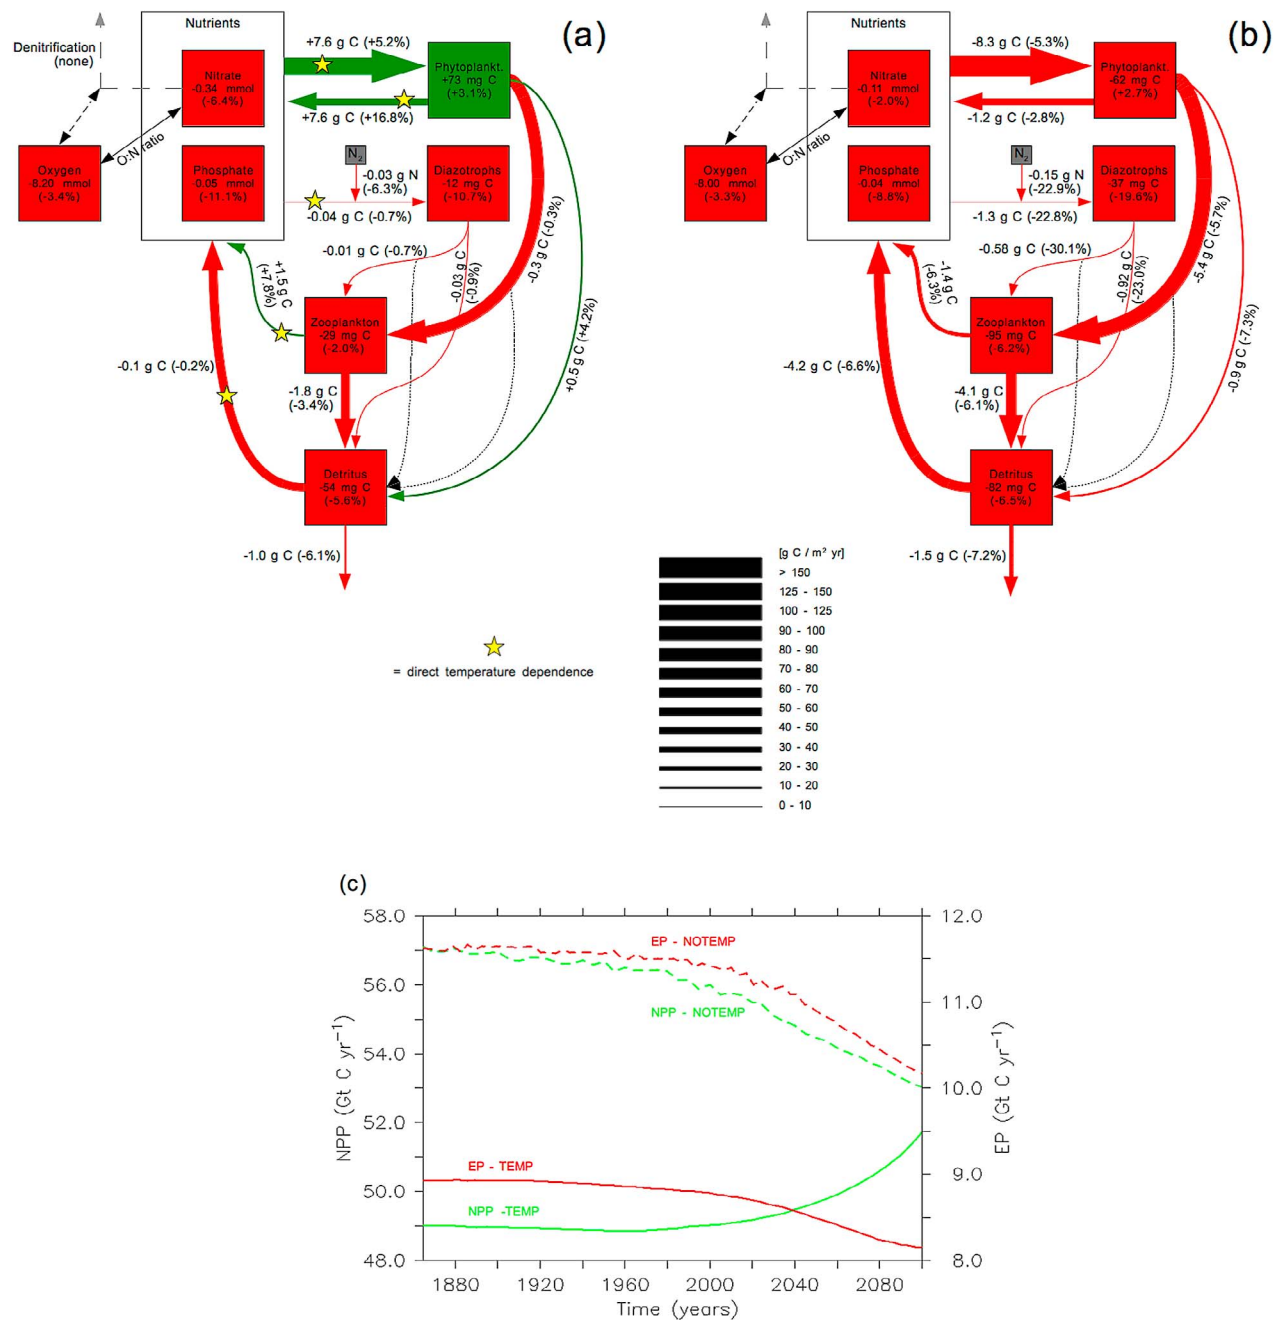 (a)
Denitrification
(none)
Nutrients
Nitrate
-0.34 mmol
(-6.4%)
+7.6 g C (+5.2%)
+7.6 g C (+16.8%)
Phytoplankt.
+73 mg C
(+3.1%)
O:N ratio
Oxygen
-8.20 mmol
(-3.4%)
Phosphate
-0.05 mmol
(-11.1%)
N2
-0.03 g N
(-6.3%)
-0.04 g C (-0.7%)
Diazotrophs
-12 mg C
(-10.7%)
-0.01 g C (-0.7%)
-0.03 g C
(-0.9%)
-0.3 g C (-0.3%)
+1.5 g C
(+7.8%)
Zooplankton
-29 mg C
(-2.0%)
+0.5 g C (+4.2%)
-0.1 g C (-0.2%)
-1.8 g C
(-3.4%)
Detritus
-54 mg C
(-5.6%)
-1.0 g C (-6.1%)
= direct temperature dependence
(b)
Denitrification
(none)
Nutrients
Nitrate
-0.11 mmol
(-2.0%)
-8.3 g C (-5.3%)
-1.2 g C (-2.8%)
Phytoplankt.
-62 mg C
(+2.7%)
O:N ratio
Oxygen
-8.00 mmol
(-3.3%)
Phosphate
-0.04 mmol
(-8.8%)
N2
-0.15 g N
(-22.9%)
-1.3 g C (-22.8%)
Diazotrophs
-37 mg C
(-19.6%)
-0.58 g C (-30.1%)
-0.92 g C
(-23.0%)
-5.4 g C (-5.7%)
-1.4 g C
(-6.3%)
Zooplankton
-95 mg C
(-6.2%)
-0.9 g C (-7.3%)
-4.2 g C (-6.6%)
-4.1 g C
(-6.1%)
Detritus
-82 mg C
(-6.5%)
-1.5 g C (-7.2%)
[g C / m² yr]
> 150
125 - 150
100 - 125
90 - 100
80 - 90
70 - 80
60 - 70
50 - 60
40 - 50
30 - 40
20 - 30
10 - 20
0 - 10
(c)
NPP (Gt C yr⁻¹)
58.0
56.0
54.0
52.0
50.0
48.0
EP - NOTEMP
NPP - NOTEMP
EP - TEMP
NPP -TEMP
12.0
11.0
10.0
9.0
8.0
EP (Gt C yr⁻¹)
1880 1920 1960 2000 2040 2080
Time (years)